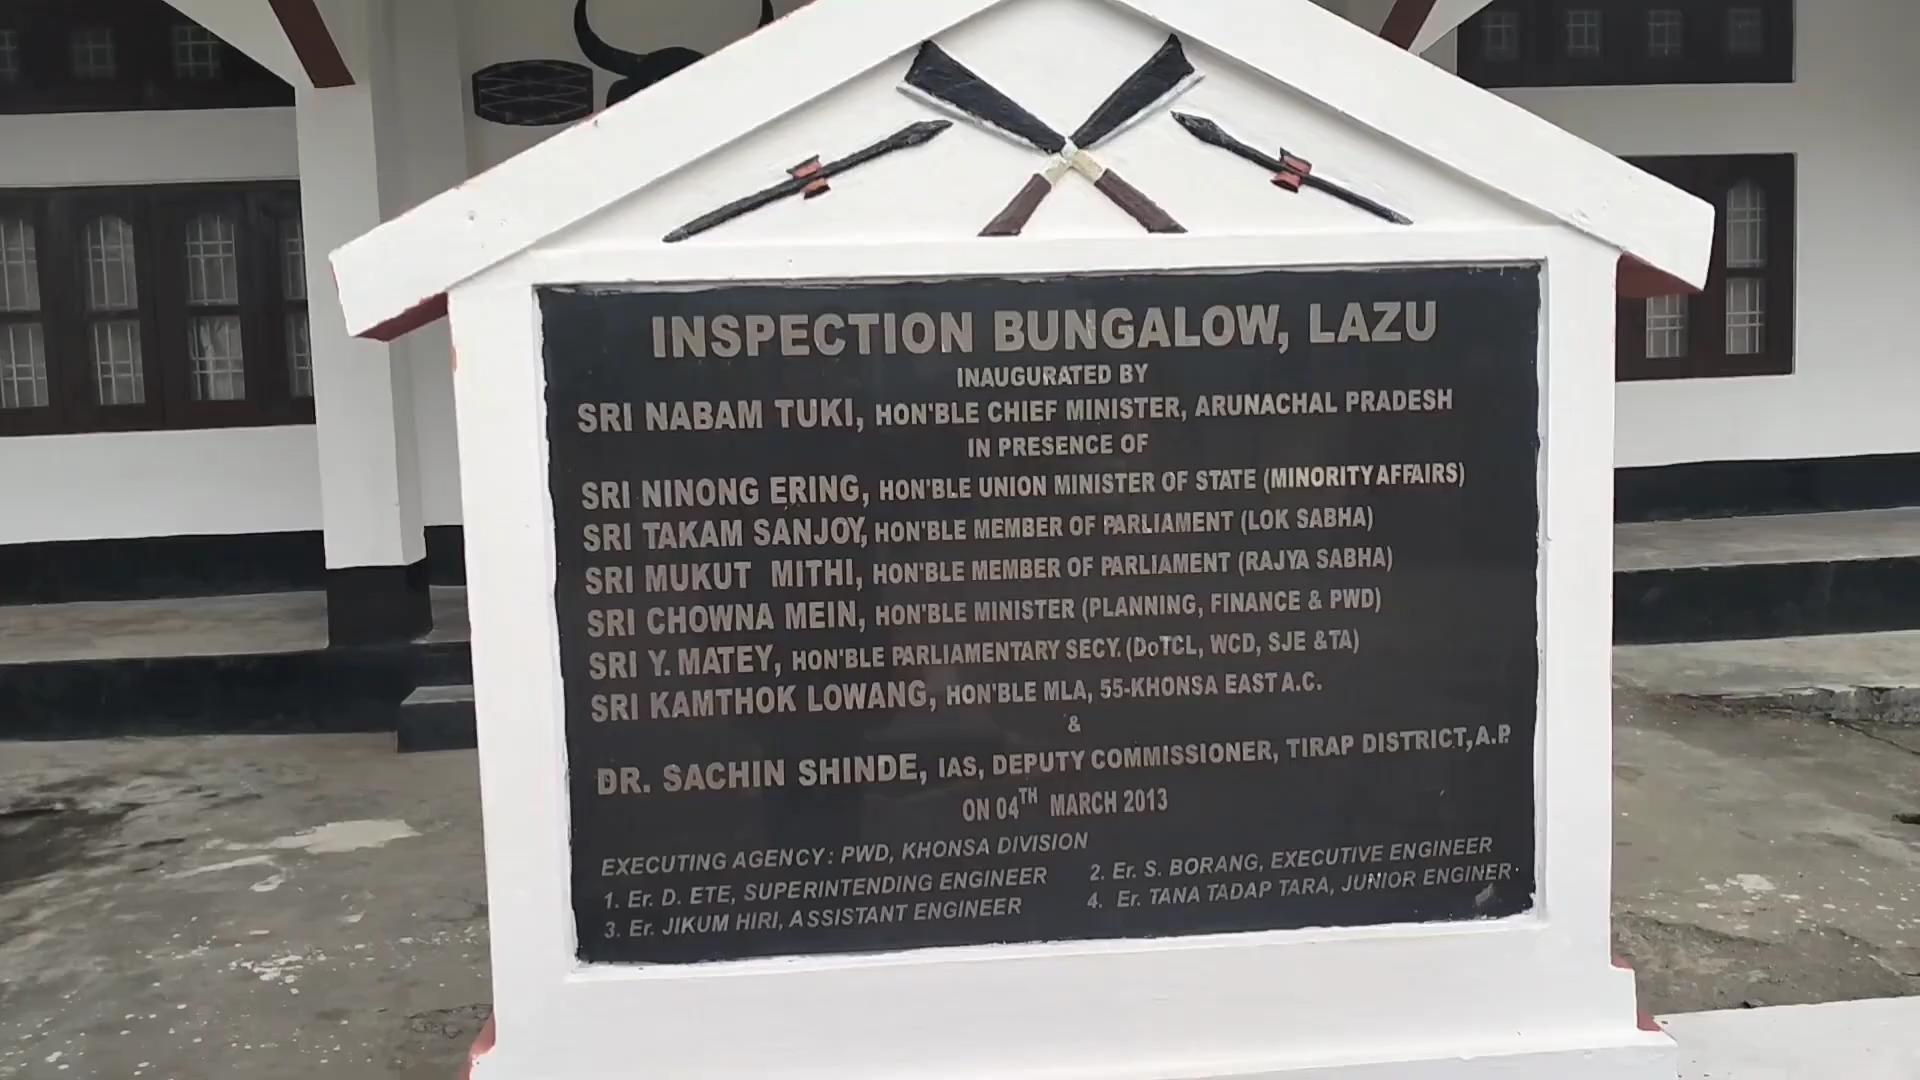 INSPECTION BUNGALOW, LAZU
INAUGURATED BY
SRI NABAM TUKI, HON'BLE CHIEF MINISTER, ARUNACHAL PRADESH
IN PRESENCE OF
SRI NINONG ERING, HON'BLE UNION MINISTER OF STATE (MINORITY AFFAIRS)
SRI TAKAM SANJOY, HON'BLE MEMBER OF PARLIAMENT (LOK SABHA)
SRI MUKUT MITHI, HON'BLE MEMBER OF PARLIAMENT (RAJYA SABHA)
SRI CHOWNA MEIN, HON'BLE MINISTER (PLANNING, FINANCE & PWD)
SRI Y. MATEY, HON'BLE PARLIAMENTARY SECY. (DoTCL, WCD, SJE &TA)
SRI KAMTHOK LOWANG, HON'BLE MLA, 55-KHONSA EAST A.C.
&
DR. SACHIN SHINDE, IAS, DEPUTY COMMISSIONER, TIRAP DISTRICT, A.P.
ON 04TH MARCH 2013
EXECUTING AGENCY: PWD, KHONSA DIVISION
1. Er. D. ETE, SUPERINTENDING ENGINEER 2. Er. S. BORANG, EXECUTIVE ENGINEER
3. Er. JIKUM HIRI, ASSISTANT ENGINEER 4. Er. TANA TADAP TARA, JUNIOR ENGINER